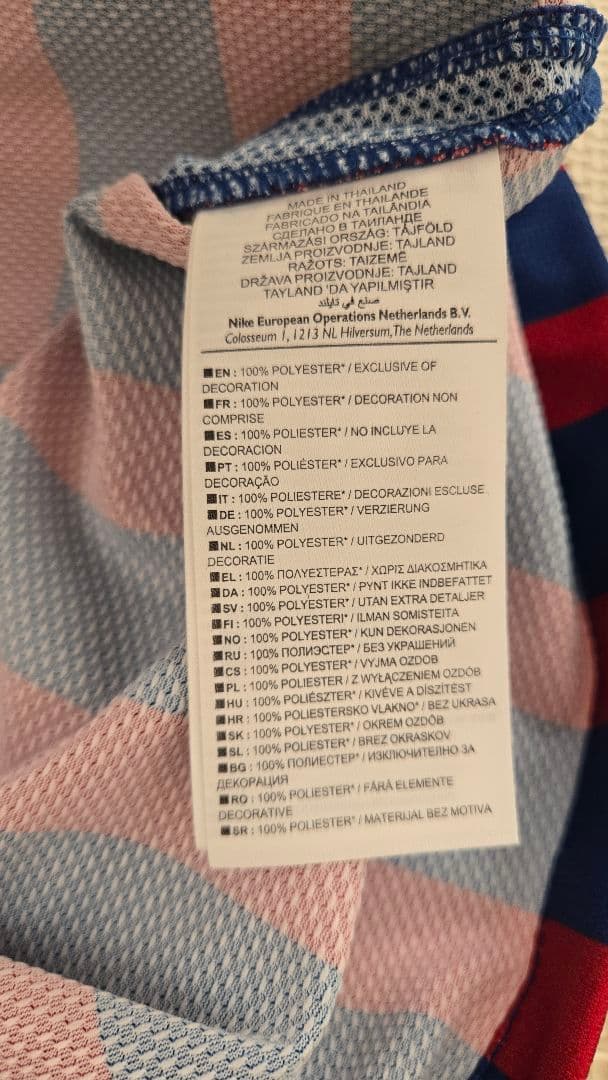 MADE IN THAILAND
FABRIQUE EN THAILANDE
FABRICADO NA TAILÂNDIA
СДЕЛАНО В ТАИЛАНДЕ
SZÁRMAZÁSI ORSZÁG: TÁJFÖLD
ZEMLJA PROIZVODNJE: TAJLAND
RAŽOTS: TAIZEMĒ
DRŽAVA PROIZVODNJE: TAJLAND
TAYLAND 'DA YAPILMIŞTIR
صنع في تايلاند
Nike European Operations Netherlands B.V.
Colosseum 1, 1213 NL Hilversum, The Netherlands
EN : 100% POLYESTER* / EXCLUSIVE OF
DECORATION
FR : 100% POLYESTER* / DECORATION NON
COMPRISE
ES : 100% POLIESTER* / NO INCLUYE LA
DECORACION
PT : 100% POLIÉSTER* / EXCLUSIVO PARA
DECORAÇÃO
IT : 100% POLIESTERE* / DECORAZIONI ESCLUSE
DE : 100% POLYESTER* / VERZIERUNG
AUSGENOMMEN
NL : 100% POLYESTER* / UITGEZONDERD
DECORATIE
EL : 100% ΠΟΛΥΕΣΤΕΡΑΣ* / ΧΩΡΙΣ ΔΙΑΚΟΣΜΗΤΙΚΑ
DA : 100% POLYESTER* / PYNT IKKE INDBEFATTET
SV : 100% POLYESTER* / UTAN EXTRA DETALJER
FI : 100% POLYESTERI* / ILMAN SOMISTEITA
NO : 100% POLYESTER* / KUN DEKORASJONEN
RU : 100% ПОЛИЭСТЕР* / БЕЗ УКРАШЕНИЙ
CS : 100% POLYESTER* / VYJMA OZDOB
PL : 100% POLIESTER / Z WYŁĄCZENIEM OZDÓB
HU : 100% POLIÉSZTER* / KIVÉVE A DÍSZÍTÉST
HR : 100% POLIESTERSKO VLAKNO* / BEZ UKRASA
SK : 100% POLYESTER* / OKREM OZDÔB
SL : 100% POLIESTER* / BREZ OKRASKOV
BG : 100% ПОЛИЕСТЕР* / ИЗКЛЮЧИТЕЛНО ЗА
ДЕКОРАЦИЯ
RO : 100% POLIESTER* / FĂRĂ ELEMENTE
DECORATIVE
SR : 100% POLIESTER* / MATERIJAL BEZ MOTIVA